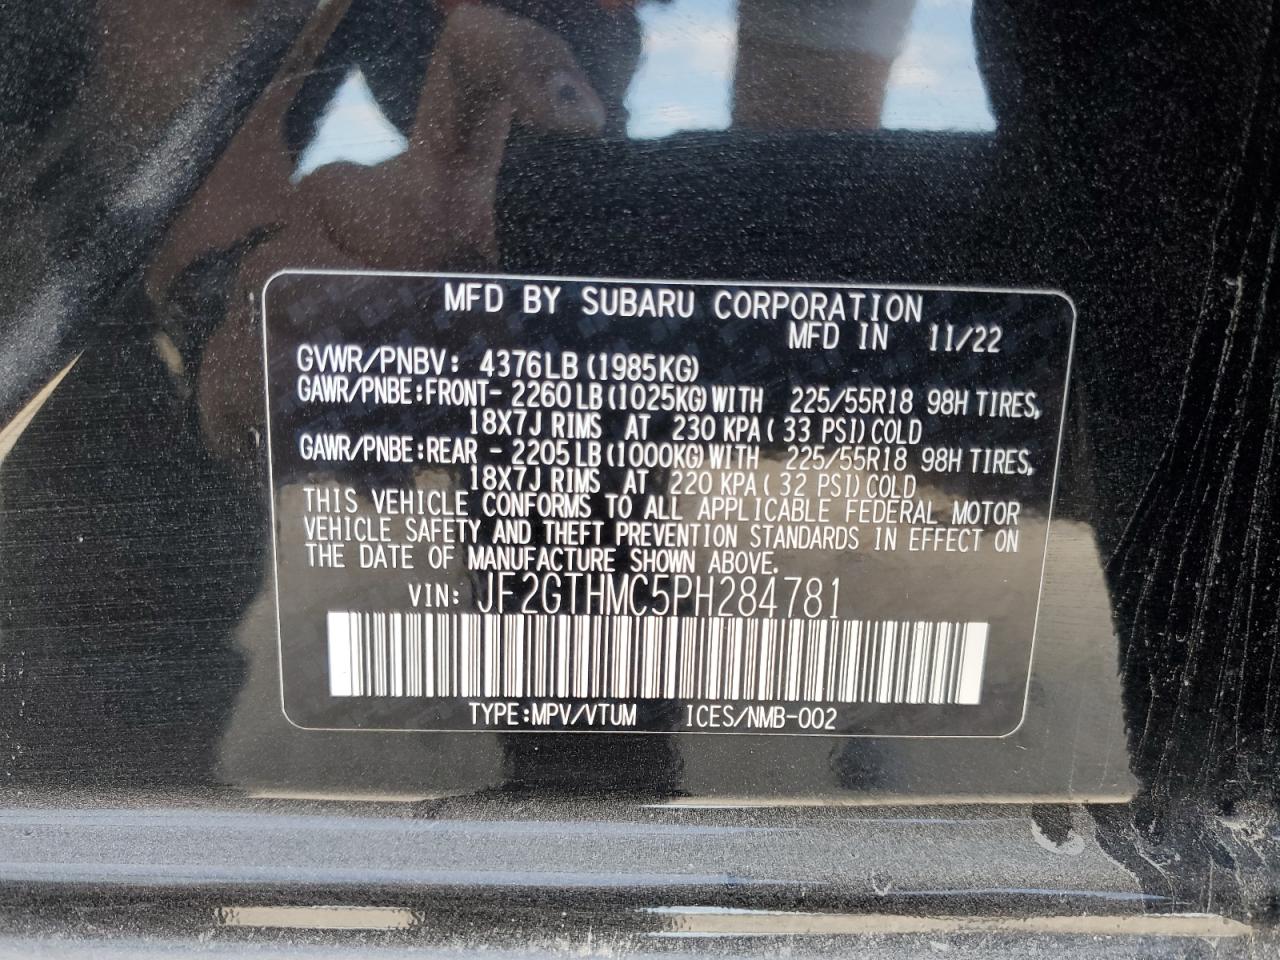 MFD BY SUBARU CORPORATION
MFD IN 11/22
GVWR/PNBV: 4376LB(1985KG)
GAWR/PNBE:FRONT- 2260LB(1025KG)WITH 225/55R18 98H TIRES,
18X7J RIMS AT 230 KPA( 33 PSI)COLD
GAWR/PNBE:REAR - 2205LB(1000KG)WITH 225/55R18 98H TIRES,
18X7J RIMS AT 220 KPA( 32 PSI)COLD
THIS VEHICLE CONFORMS TO ALL APPLICABLE FEDERAL MOTOR
VEHICLE SAFETY AND THEFT PREVENTION STANDARDS IN EFFECT ON
THE DATE OF MANUFACTURE SHOWN ABOVE.
VIN: JF2GTHMC5PH284781
TYPE:MPV/VTUM ICES/NMB-002